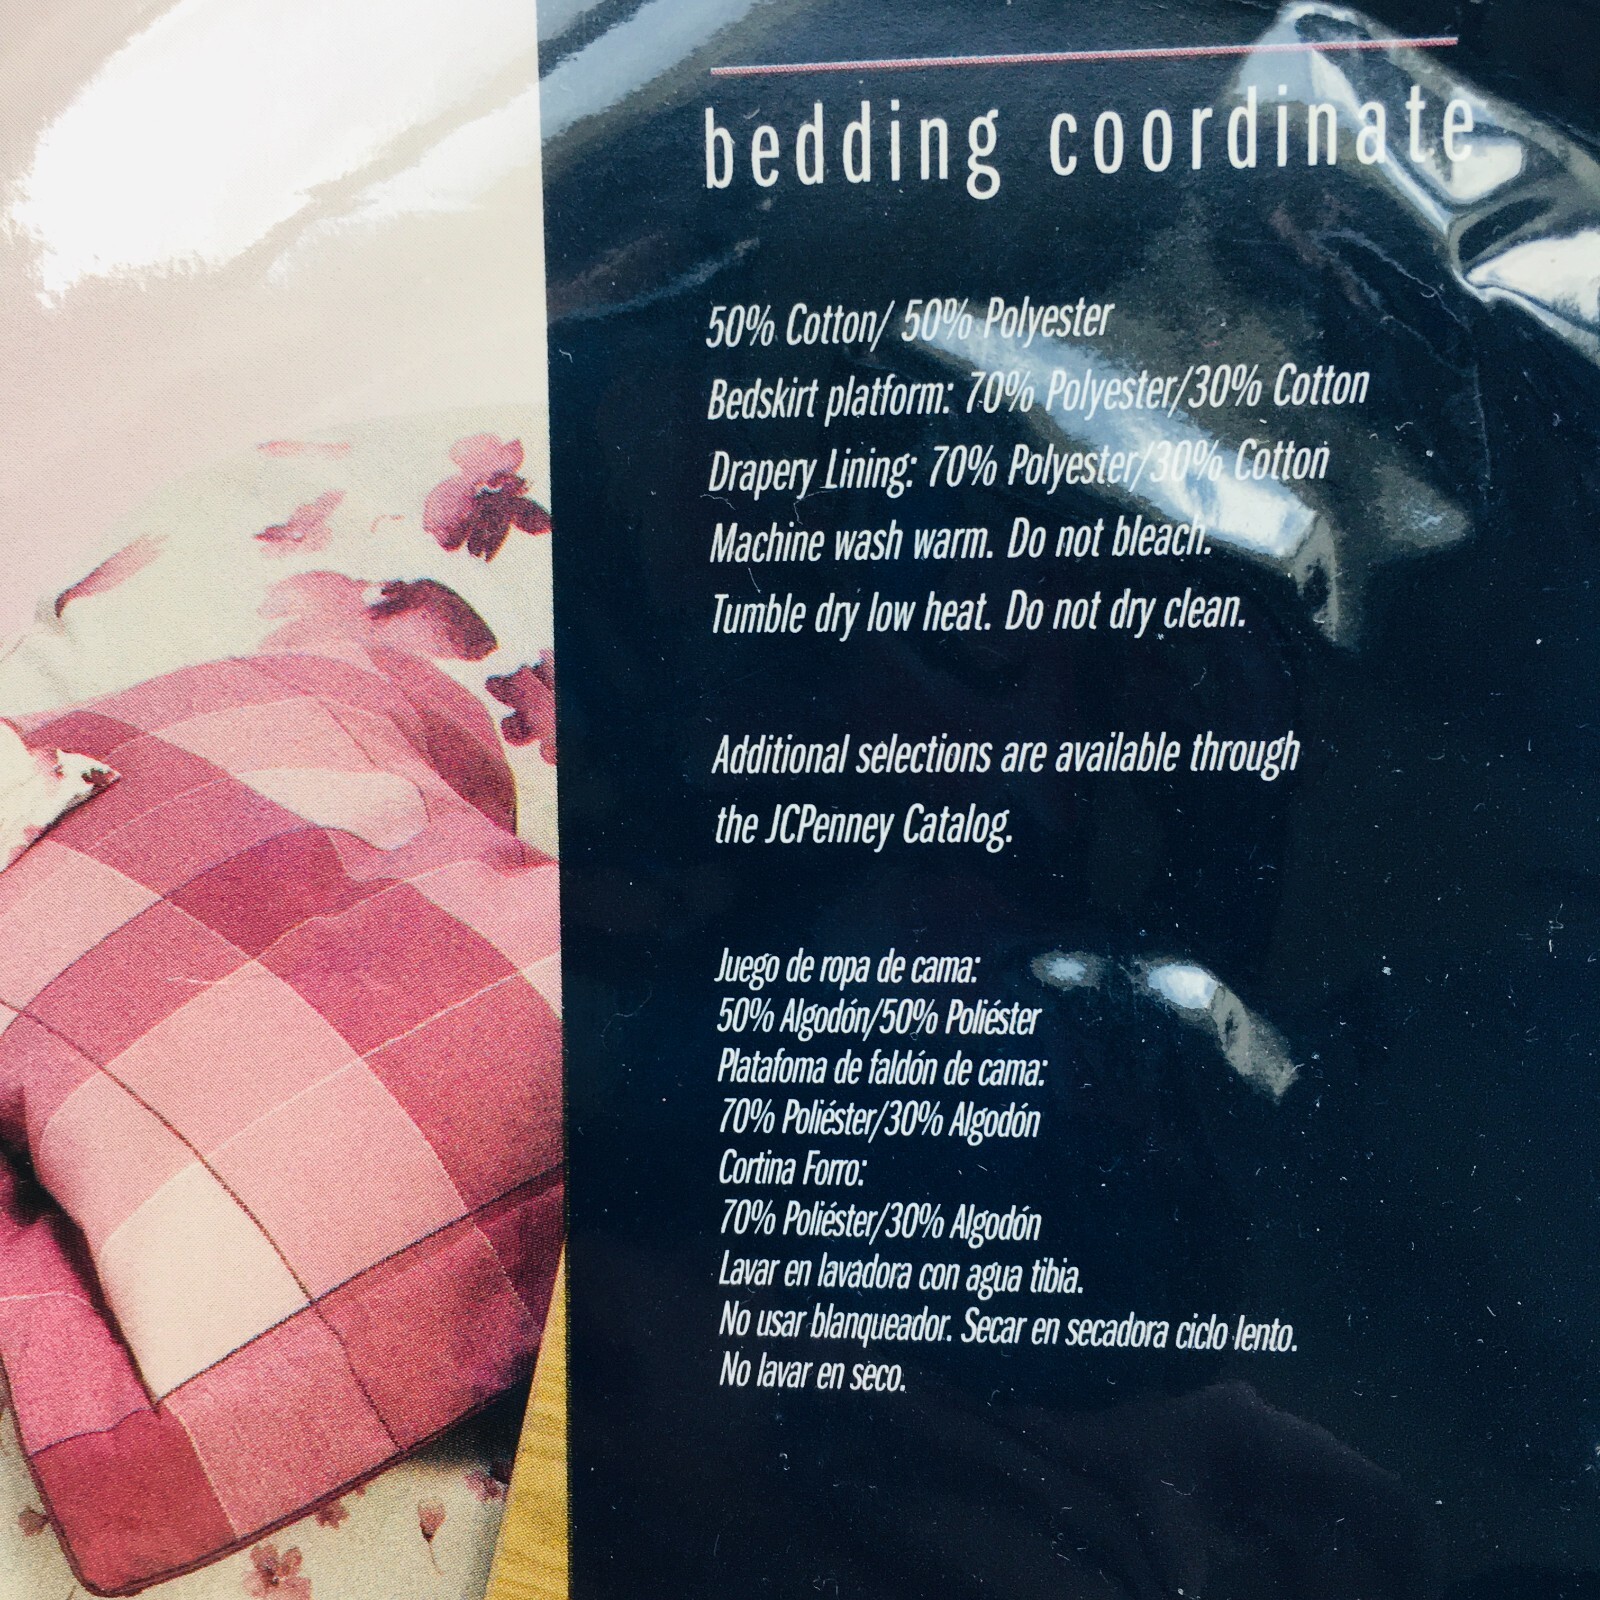 bedding coordinate
50% Cotton/ 50% Polyester
Bedskirt platform: 70% Polyester/30% Cotton
Drapery Lining: 70% Polyester/30% Cotton
Machine wash warm. Do not bleach.
Tumble dry low heat. Do not dry clean.
Additional selections are available through
the JCPenney Catalog.
Juego de ropa de cama:
50% Algodón/50% Poliéster
Platafoma de faldón de cama:
70% Poliéster/30% Algodón
Cortina Forro:
70% Poliéster/30% Algodón
Lavar en lavadora con agua tibia.
No usar blanqueador. Secar en secadora ciclo lento.
No lavar en seco.